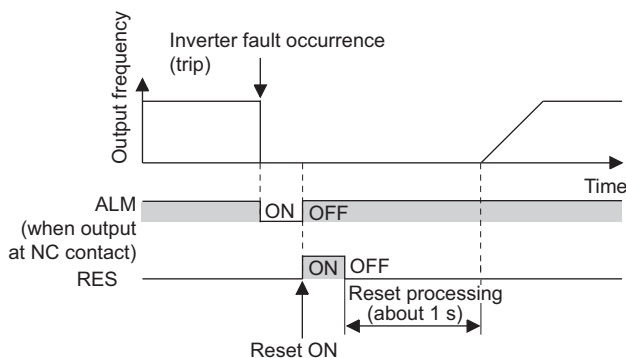 Inverter fault occurrence
(trip)
Output frequency
Time
ALM
(when output
at NC contact)
ON
OFF
RES
ON
OFF
Reset processing
(about 1 s)
Reset ON